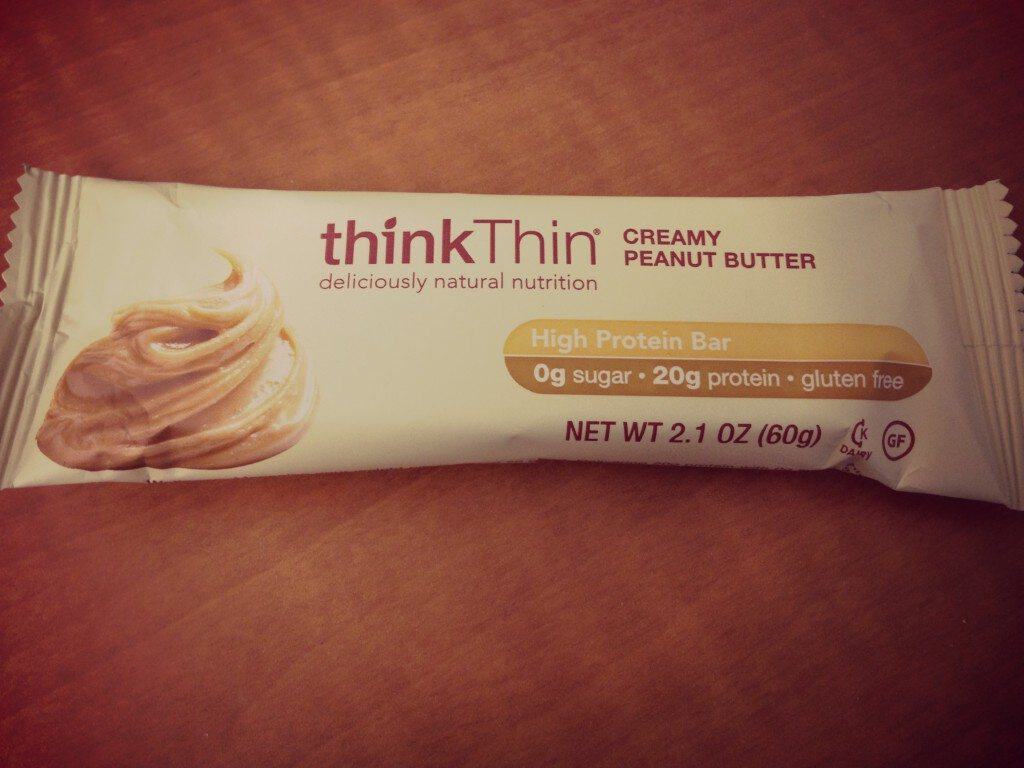 thinkThin®
deliciously natural nutrition
CREAMY
PEANUT BUTTER
High Protein Bar
0g sugar • 20g protein • gluten free
NET WT 2.1 OZ (60g)
K
DAIRY
GF